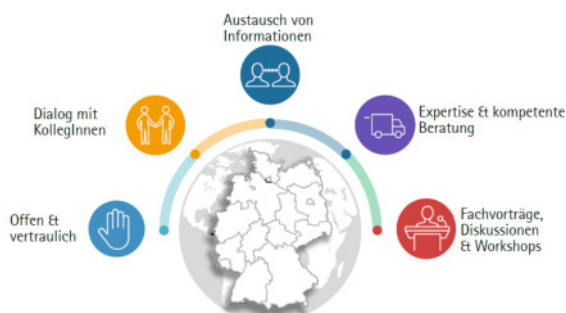 Austausch von
Informationen
Dialog mit
KollegInnen
Expertise & kompetente
Beratung
Offen &
vertraulich
Fachvorträge,
Diskussionen
& Workshops